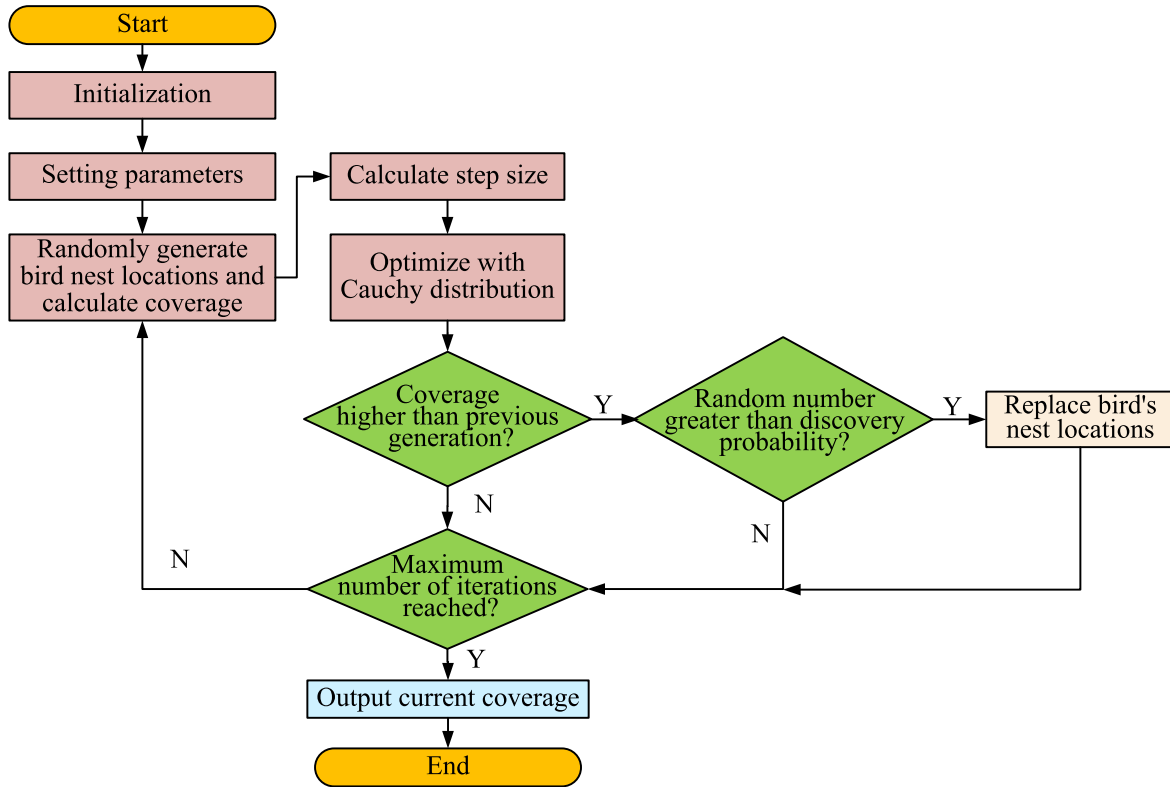 Start
Initialization
Setting parameters
Randomly generate
bird nest locations and
calculate coverage
Calculate step size
Optimize with
Cauchy distribution
Coverage
higher than previous
generation?
Y
Random number
greater than discovery
probability?
Y
Replace bird's
nest locations
N
N
Maximum
number of iterations
reached?
N
Y
Output current coverage
End